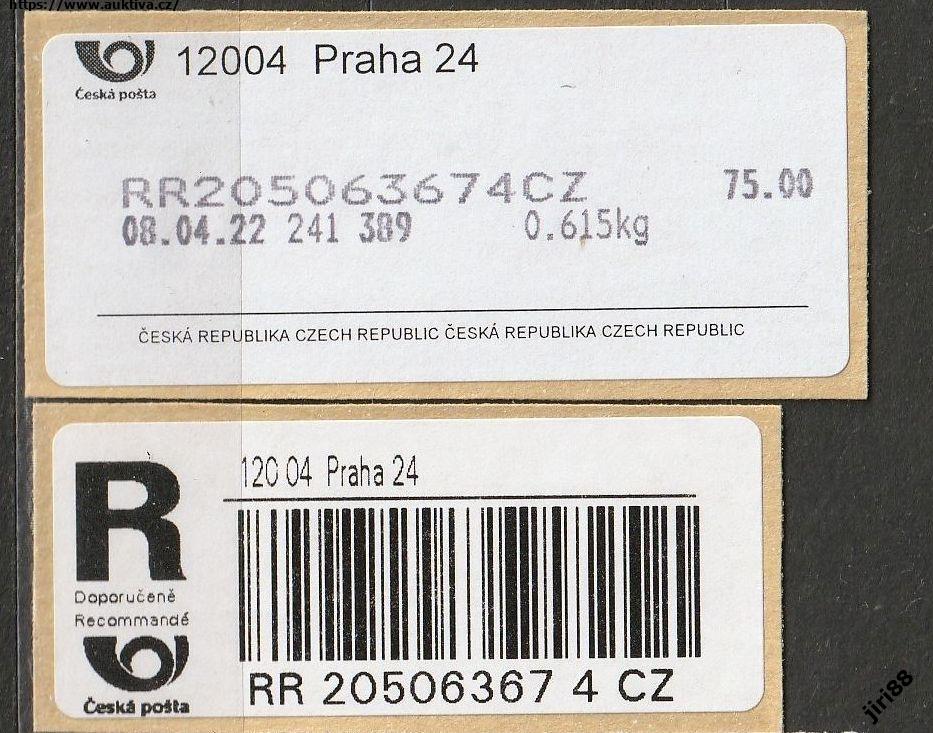 https://www.auktiva.cz/
12004 Praha 24
Česká pošta
RR205063674CZ 75.00
08.04.22 241 389 0.615kg
ČESKÁ REPUBLIKA CZECH REPUBLIC ČESKÁ REPUBLIKA CZECH REPUBLIC
120 04 Praha 24
R
Doporučeně
Recommandé
Česká pošta
RR 20506367 4 CZ
jiri88